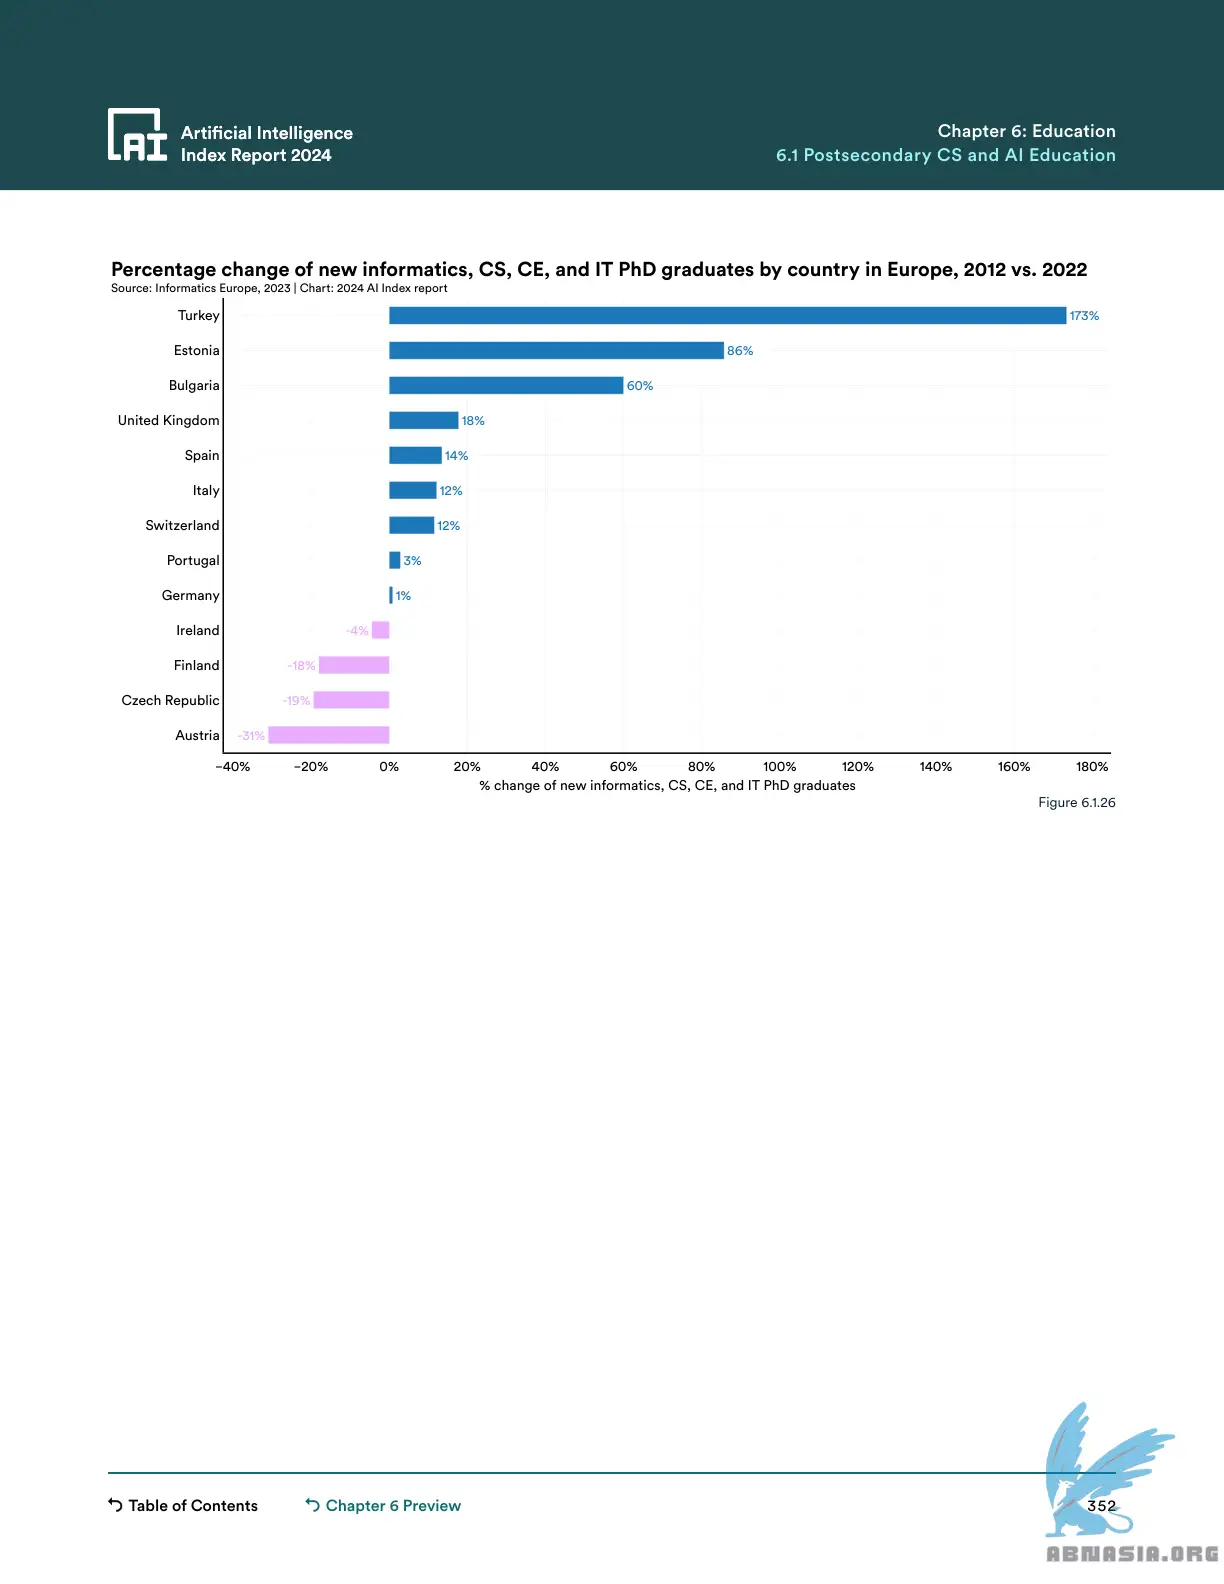 Artificial Intelligence
Index Report 2024
Chapter 6: Education
6.1 Postsecondary CS and AI Education
Percentage change of new informatics, CS, CE, and IT PhD graduates by country in Europe, 2012 vs. 2022
Source: Informatics Europe, 2023 | Chart: 2024 AI Index report
Turkey 173%
Estonia 86%
Bulgaria 60%
United Kingdom 18%
Spain 14%
Italy 12%
Switzerland 12%
Portugal 3%
Germany 1%
Ireland -4%
Finland -18%
Czech Republic -19%
Austria -31%
−40% −20% 0% 20% 40% 60% 80% 100% 120% 140% 160% 180%
% change of new informatics, CS, CE, and IT PhD graduates
Figure 6.1.26
Table of Contents Chapter 6 Preview 352
ABNASIA.ORG